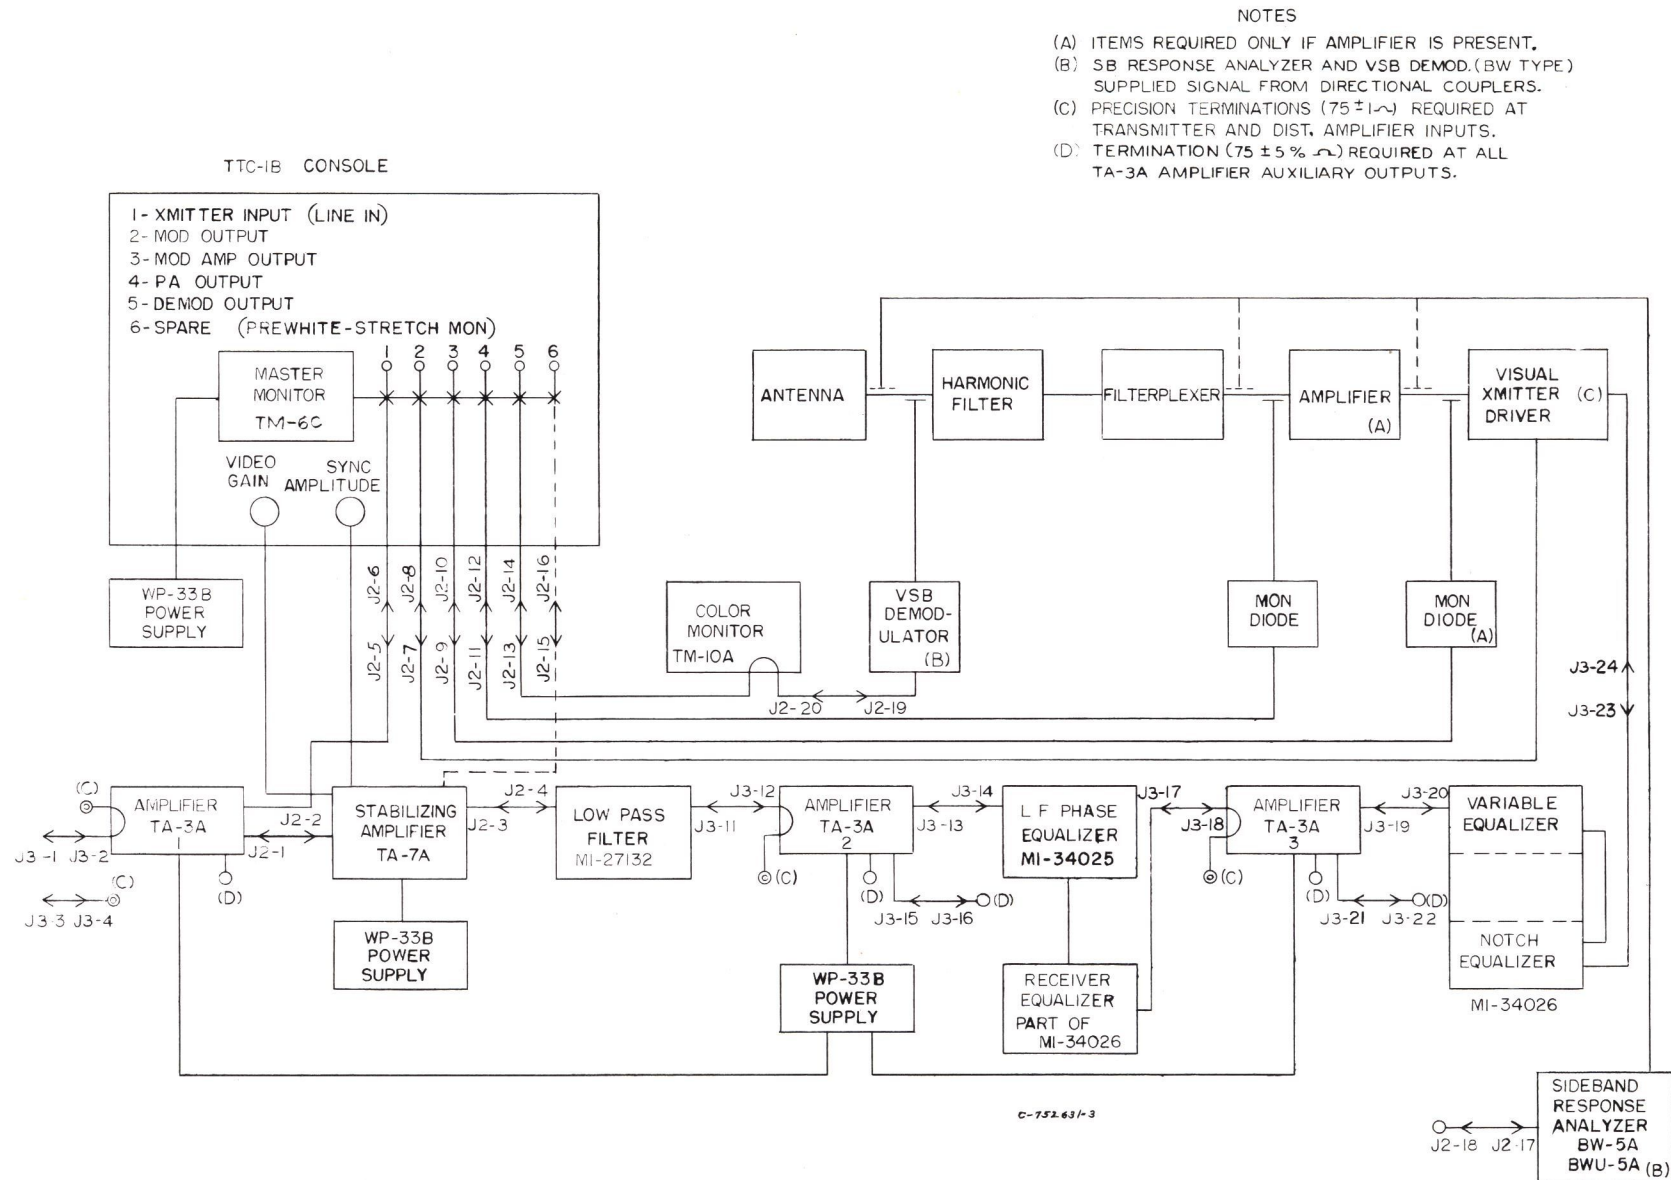 NOTES
(A) ITEMS REQUIRED ONLY IF AMPLIFIER IS PRESENT.
(B) SB RESPONSE ANALYZER AND VSB DEMOD.(BW TYPE)
SUPPLIED SIGNAL FROM DIRECTIONAL COUPLERS.
(C) PRECISION TERMINATIONS (75±1~) REQUIRED AT
TRANSMITTER AND DIST. AMPLIFIER INPUTS.
(D) TERMINATION (75 ± 5 % Ω) REQUIRED AT ALL
TA-3A AMPLIFIER AUXILIARY OUTPUTS.
TTC-1B CONSOLE
1- XMITTER INPUT (LINE IN)
2- MOD OUTPUT
3- MOD AMP OUTPUT
4- PA OUTPUT
5- DEMOD OUTPUT
6- SPARE (PREWHITE-STRETCH MON)
1 2 3 4 5 6
MASTER
MONITOR
TM-6C
VIDEO
GAIN
SYNC
AMPLITUDE
WP-33B
POWER
SUPPLY
J2-6
J2-8
J2-10
J2-12
J2-14
J2-16
J2-5
J2-7
J2-9
J2-11
J2-13
J2-15
ANTENNA
HARMONIC
FILTER
FILTERPLEXER
AMPLIFIER
(A)
VISUAL
XMITTER (C)
DRIVER
COLOR
MONITOR
TM-10A
VSB
DEMOD-
ULATOR
(B)
MON
DIODE
MON
DIODE
(A)
J2-20 J2-19
J3-24
J3-23
(C)
AMPLIFIER
TA-3A
J3-1 J3-2
(C)
J3-3 J3-4
(D)
J2-2
J2-1
STABILIZING
AMPLIFIER
TA-7A
WP-33B
POWER
SUPPLY
J2-4
J2-3
LOW PASS
FILTER
MI-27132
J3-12
J3-11
AMPLIFIER
TA-3A
2
(C)
(D)
J3-14
J3-13
J3-15 J3-16
(D)
WP-33B
POWER
SUPPLY
L F PHASE
EQUALIZER
MI-34025
RECEIVER
EQUALIZER
PART OF
MI-34026
J3-17
J3-18
AMPLIFIER
TA-3A
3
(C)
(D)
J3-20
J3-19
J3-21 J3-22
(D)
VARIABLE
EQUALIZER
NOTCH
EQUALIZER
MI-34026
C-752631-3
J2-18 J2-17
SIDEBAND
RESPONSE
ANALYZER
BW-5A
BWU-5A (B)